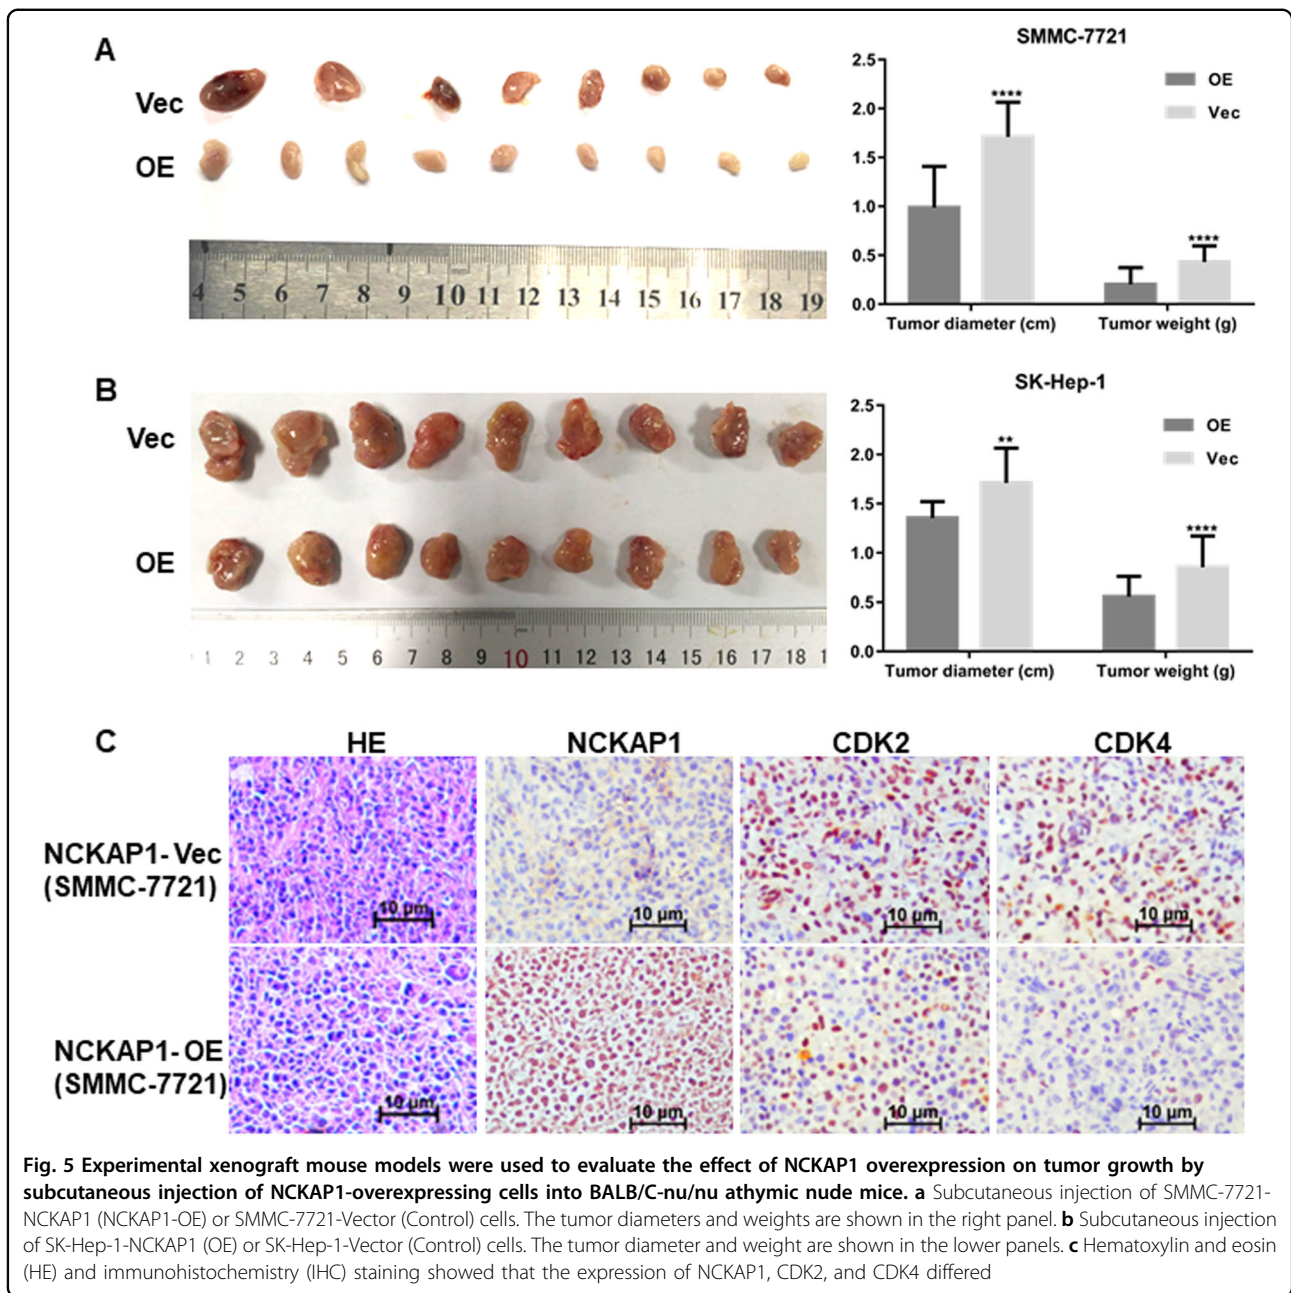 A
Vec
OE
4 5 6 7 8 9 10 11 12 13 14 15 16 17 18 19
SMMC-7721
2.5
2.0
1.5
1.0
0.5
0.0
OE
Vec
****
****
Tumor diameter (cm) Tumor weight (g)
B
Vec
OE
1 2 3 4 5 6 7 8 9 10 11 12 13 14 15 16 17 18 1
SK-Hep-1
2.5
2.0
1.5
1.0
0.5
0.0
OE
Vec
**
****
Tumor diameter (cm) Tumor weight (g)
C
HE NCKAP1 CDK2 CDK4
NCKAP1-Vec
(SMMC-7721)
10 µm 10 µm 10 µm 10 µm
NCKAP1-OE
(SMMC-7721)
10 µm 10 µm 10 µm 10 µm
Fig. 5 Experimental xenograft mouse models were used to evaluate the effect of NCKAP1 overexpression on tumor growth by
subcutaneous injection of NCKAP1-overexpressing cells into BALB/C-nu/nu athymic nude mice. a Subcutaneous injection of SMMC-7721-
NCKAP1 (NCKAP1-OE) or SMMC-7721-Vector (Control) cells. The tumor diameters and weights are shown in the right panel. b Subcutaneous injection
of SK-Hep-1-NCKAP1 (OE) or SK-Hep-1-Vector (Control) cells. The tumor diameter and weight are shown in the lower panels. c Hematoxylin and eosin
(HE) and immunohistochemistry (IHC) staining showed that the expression of NCKAP1, CDK2, and CDK4 differed